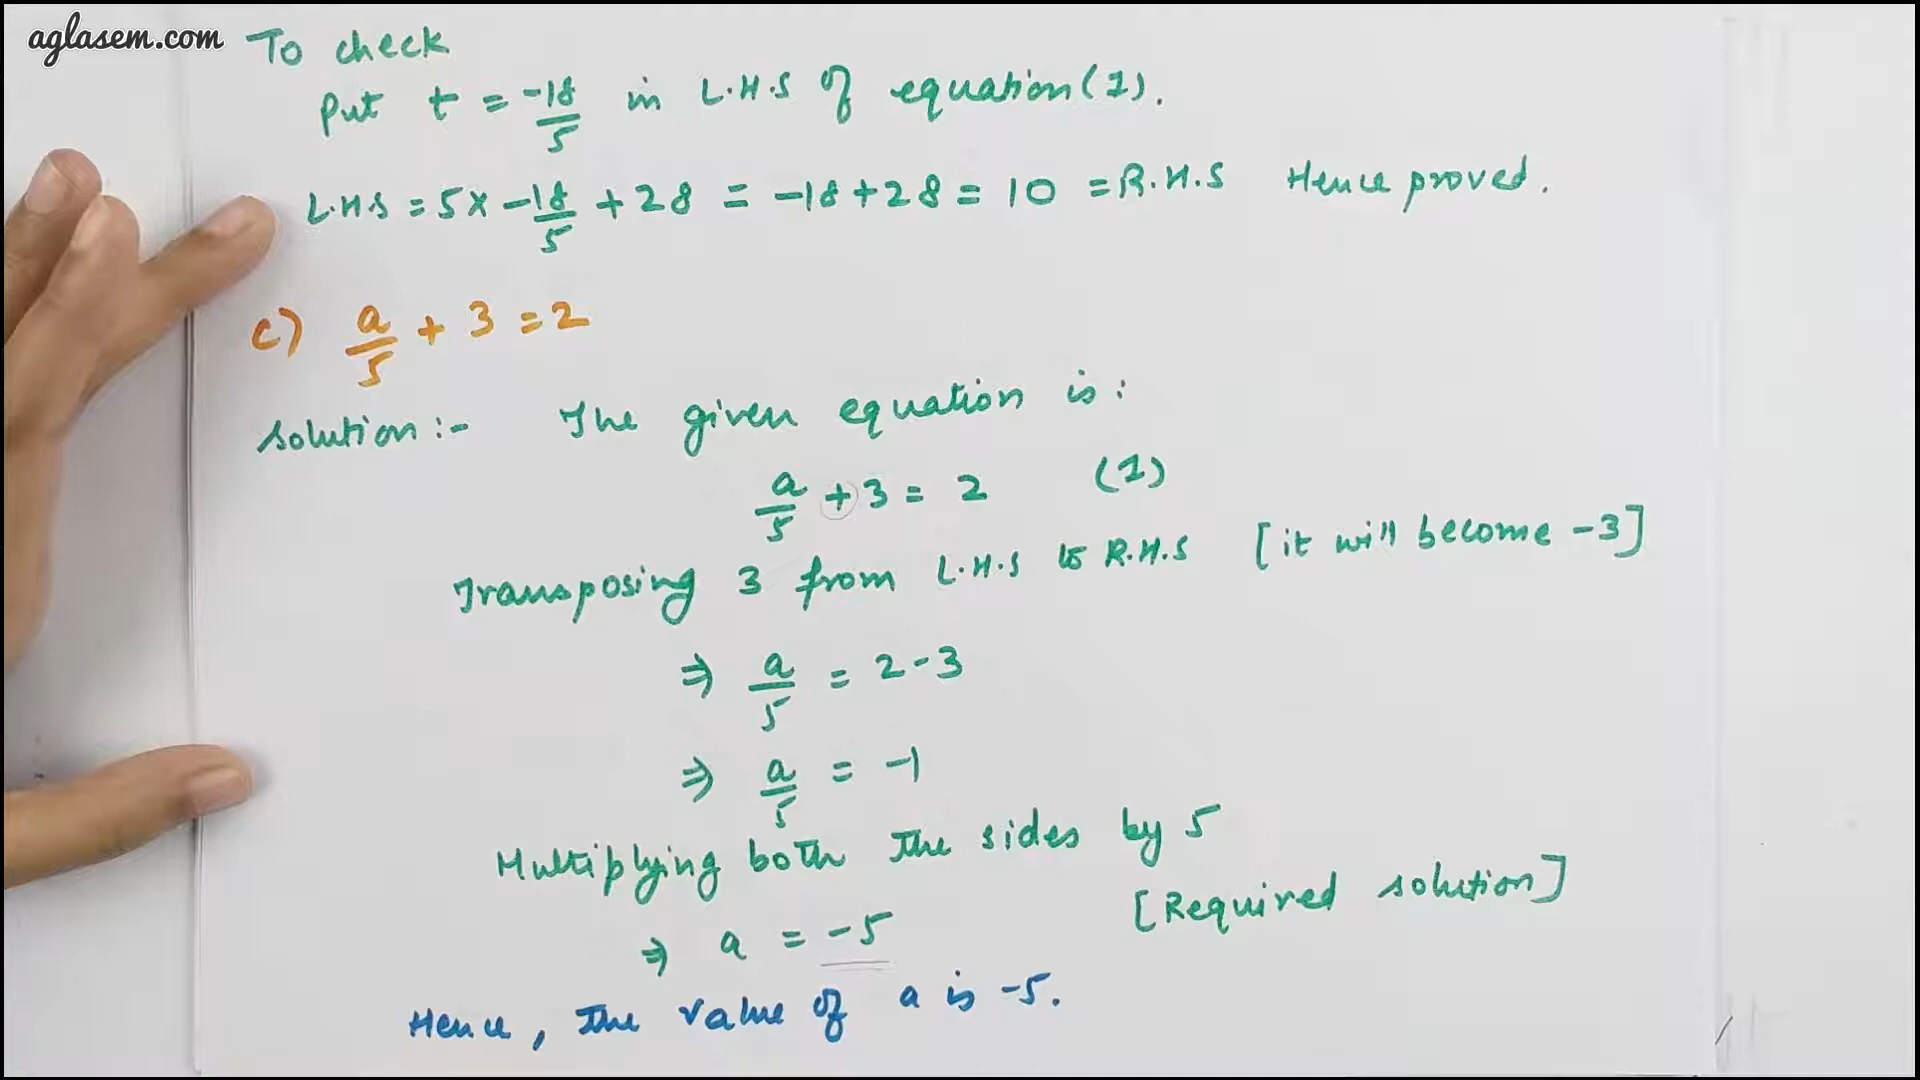 aglasem.com
To check
Put t = -18/5 in L.H.S of equation(1).
L.H.S = 5x -18/5 + 28 = -18+28 = 10 = R.H.S Hence proved.
c) a/5 + 3 = 2
Solution :- The given equation is :
a/5 + 3 = 2 (1)
Transposing 3 from L.H.S to R.H.S [it will become -3]
⇒ a/5 = 2-3
⇒ a/5 = -1
Multiplying both the sides by 5
⇒ a = -5 [Required solution]
Hence, the value of a is -5.